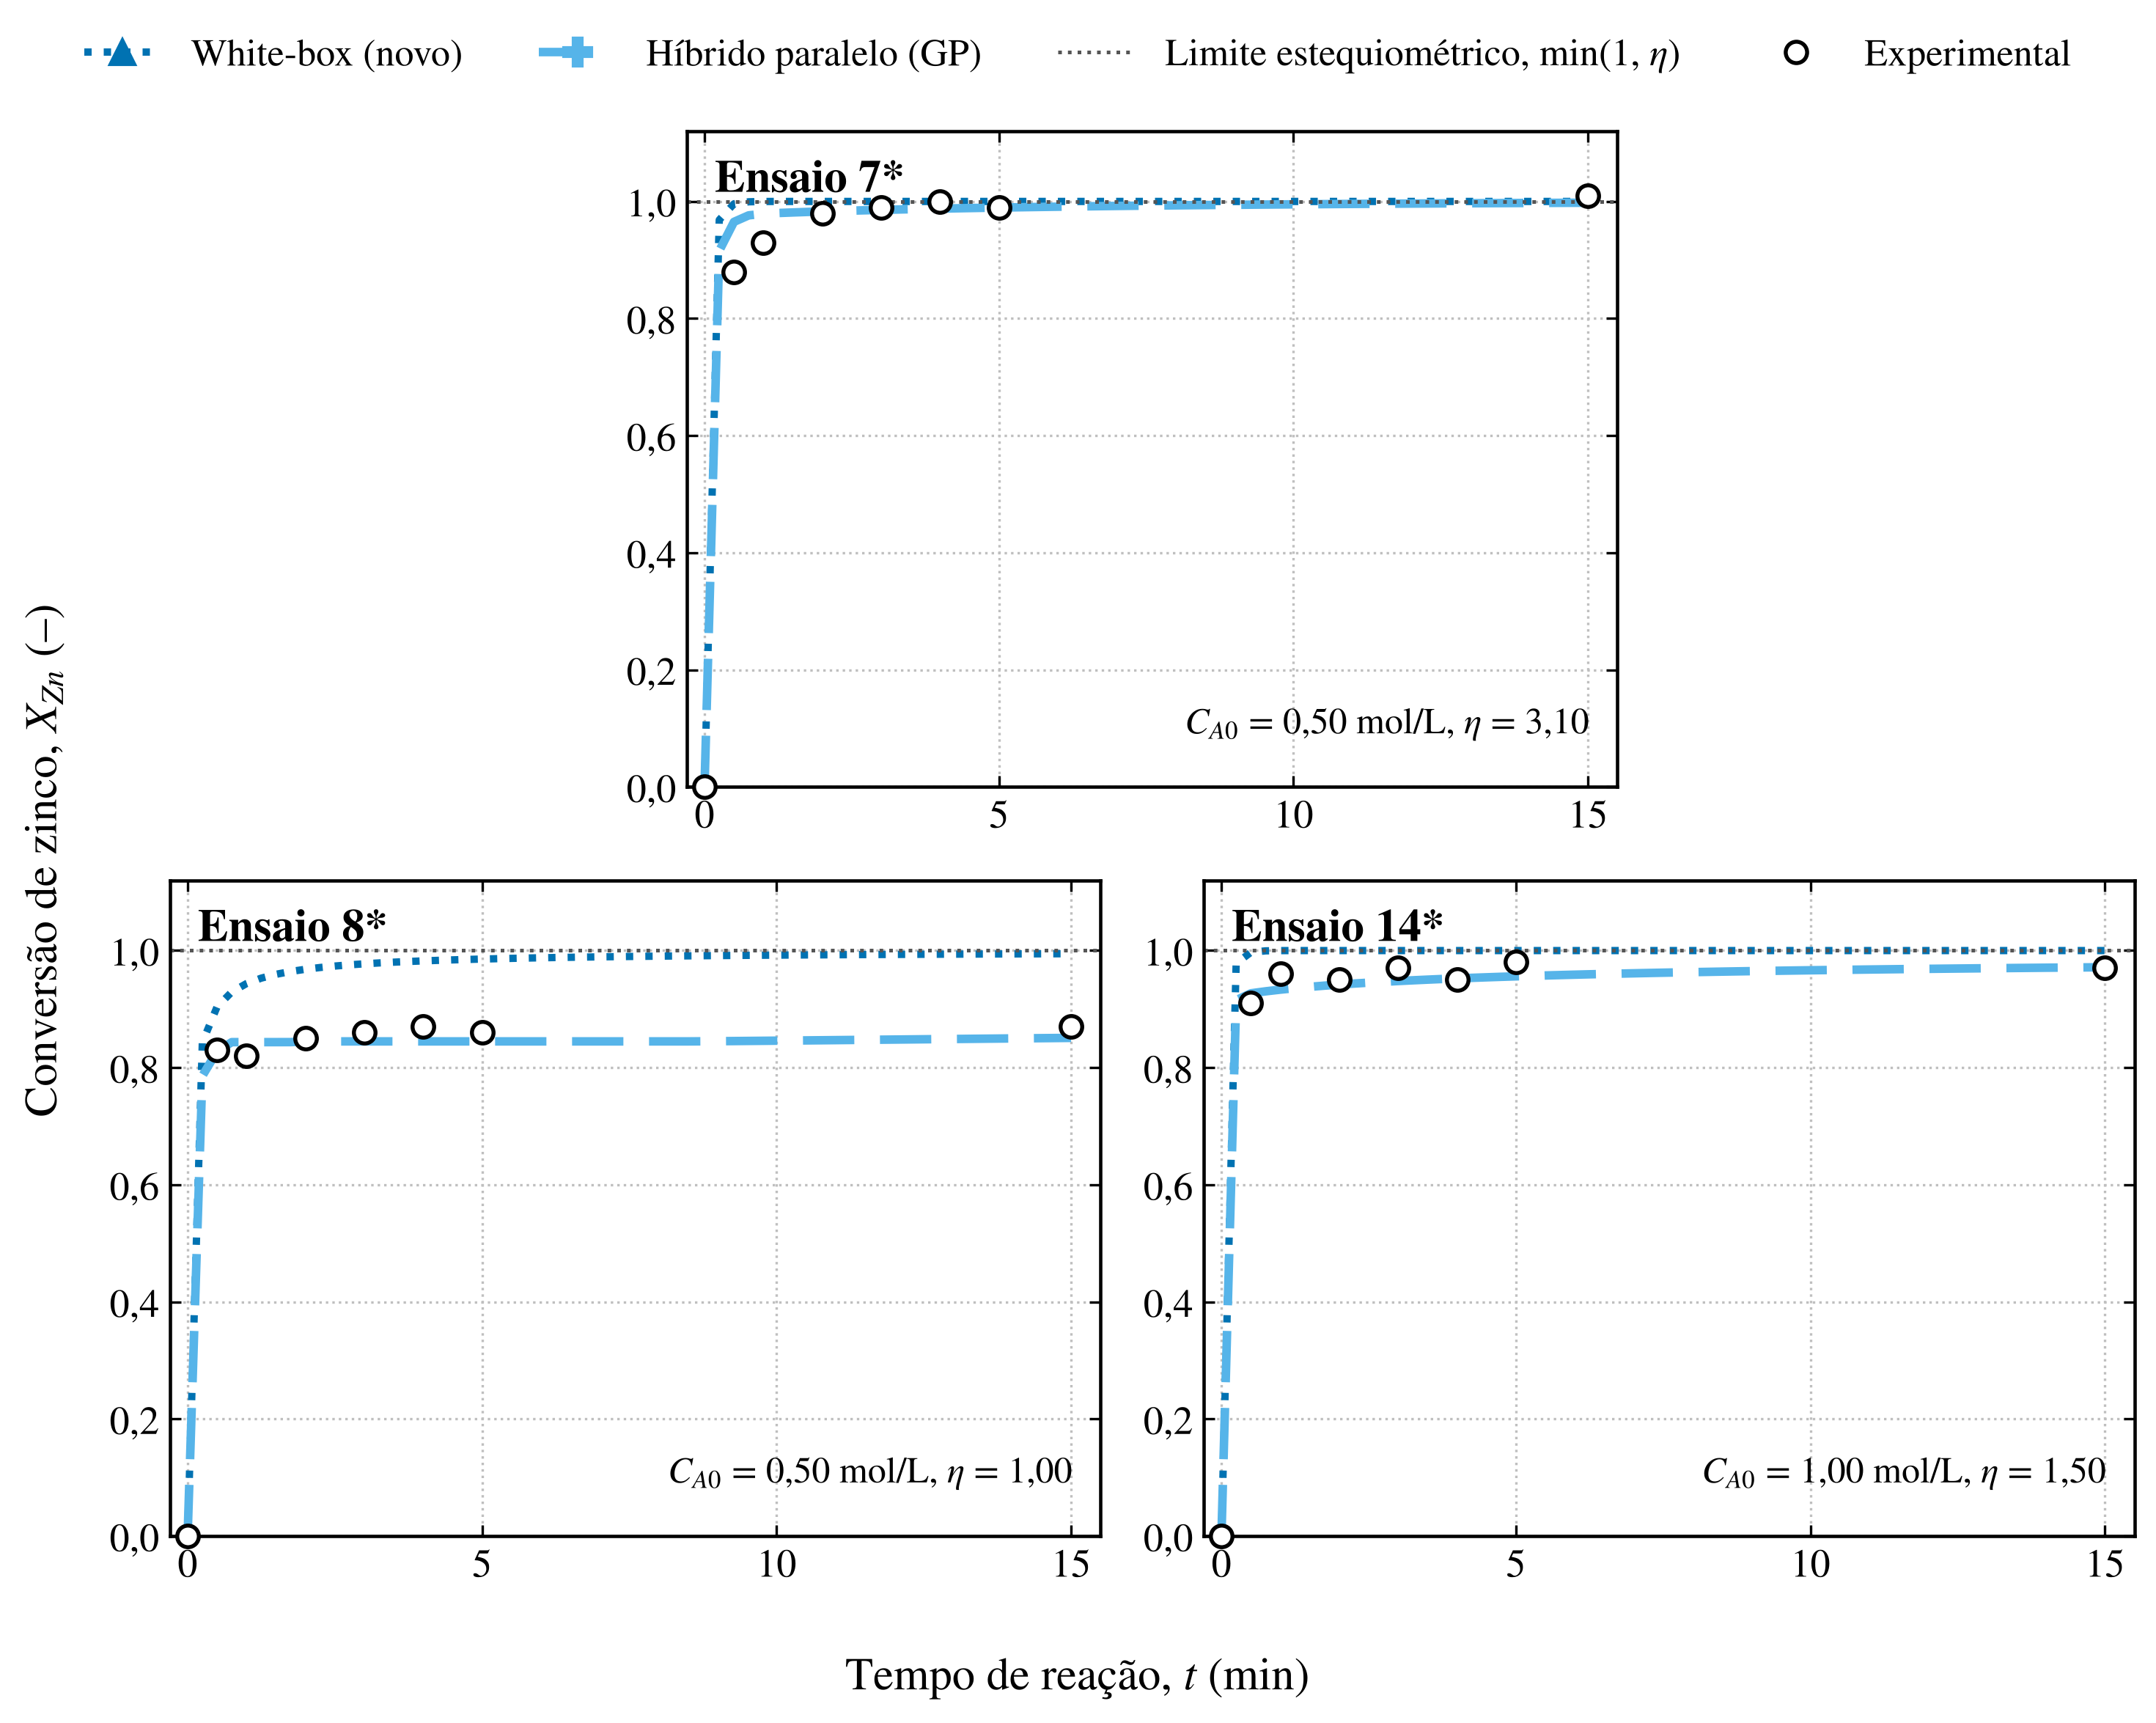 White-box (novo) Híbrido paralelo (GP) Limite estequiométrico, min(1, η) Experimental
Conversão de zinco, X_Zn (−)
Ensaio 7*
1,0
0,8
0,6
0,4
0,2
0,0
C_A0 = 0,50 mol/L, η = 3,10
0 5 10 15
Ensaio 8*
1,0
0,8
0,6
0,4
0,2
0,0
C_A0 = 0,50 mol/L, η = 1,00
0 5 10 15
Ensaio 14*
1,0
0,8
0,6
0,4
0,2
0,0
C_A0 = 1,00 mol/L, η = 1,50
0 5 10 15
Tempo de reação, t (min)